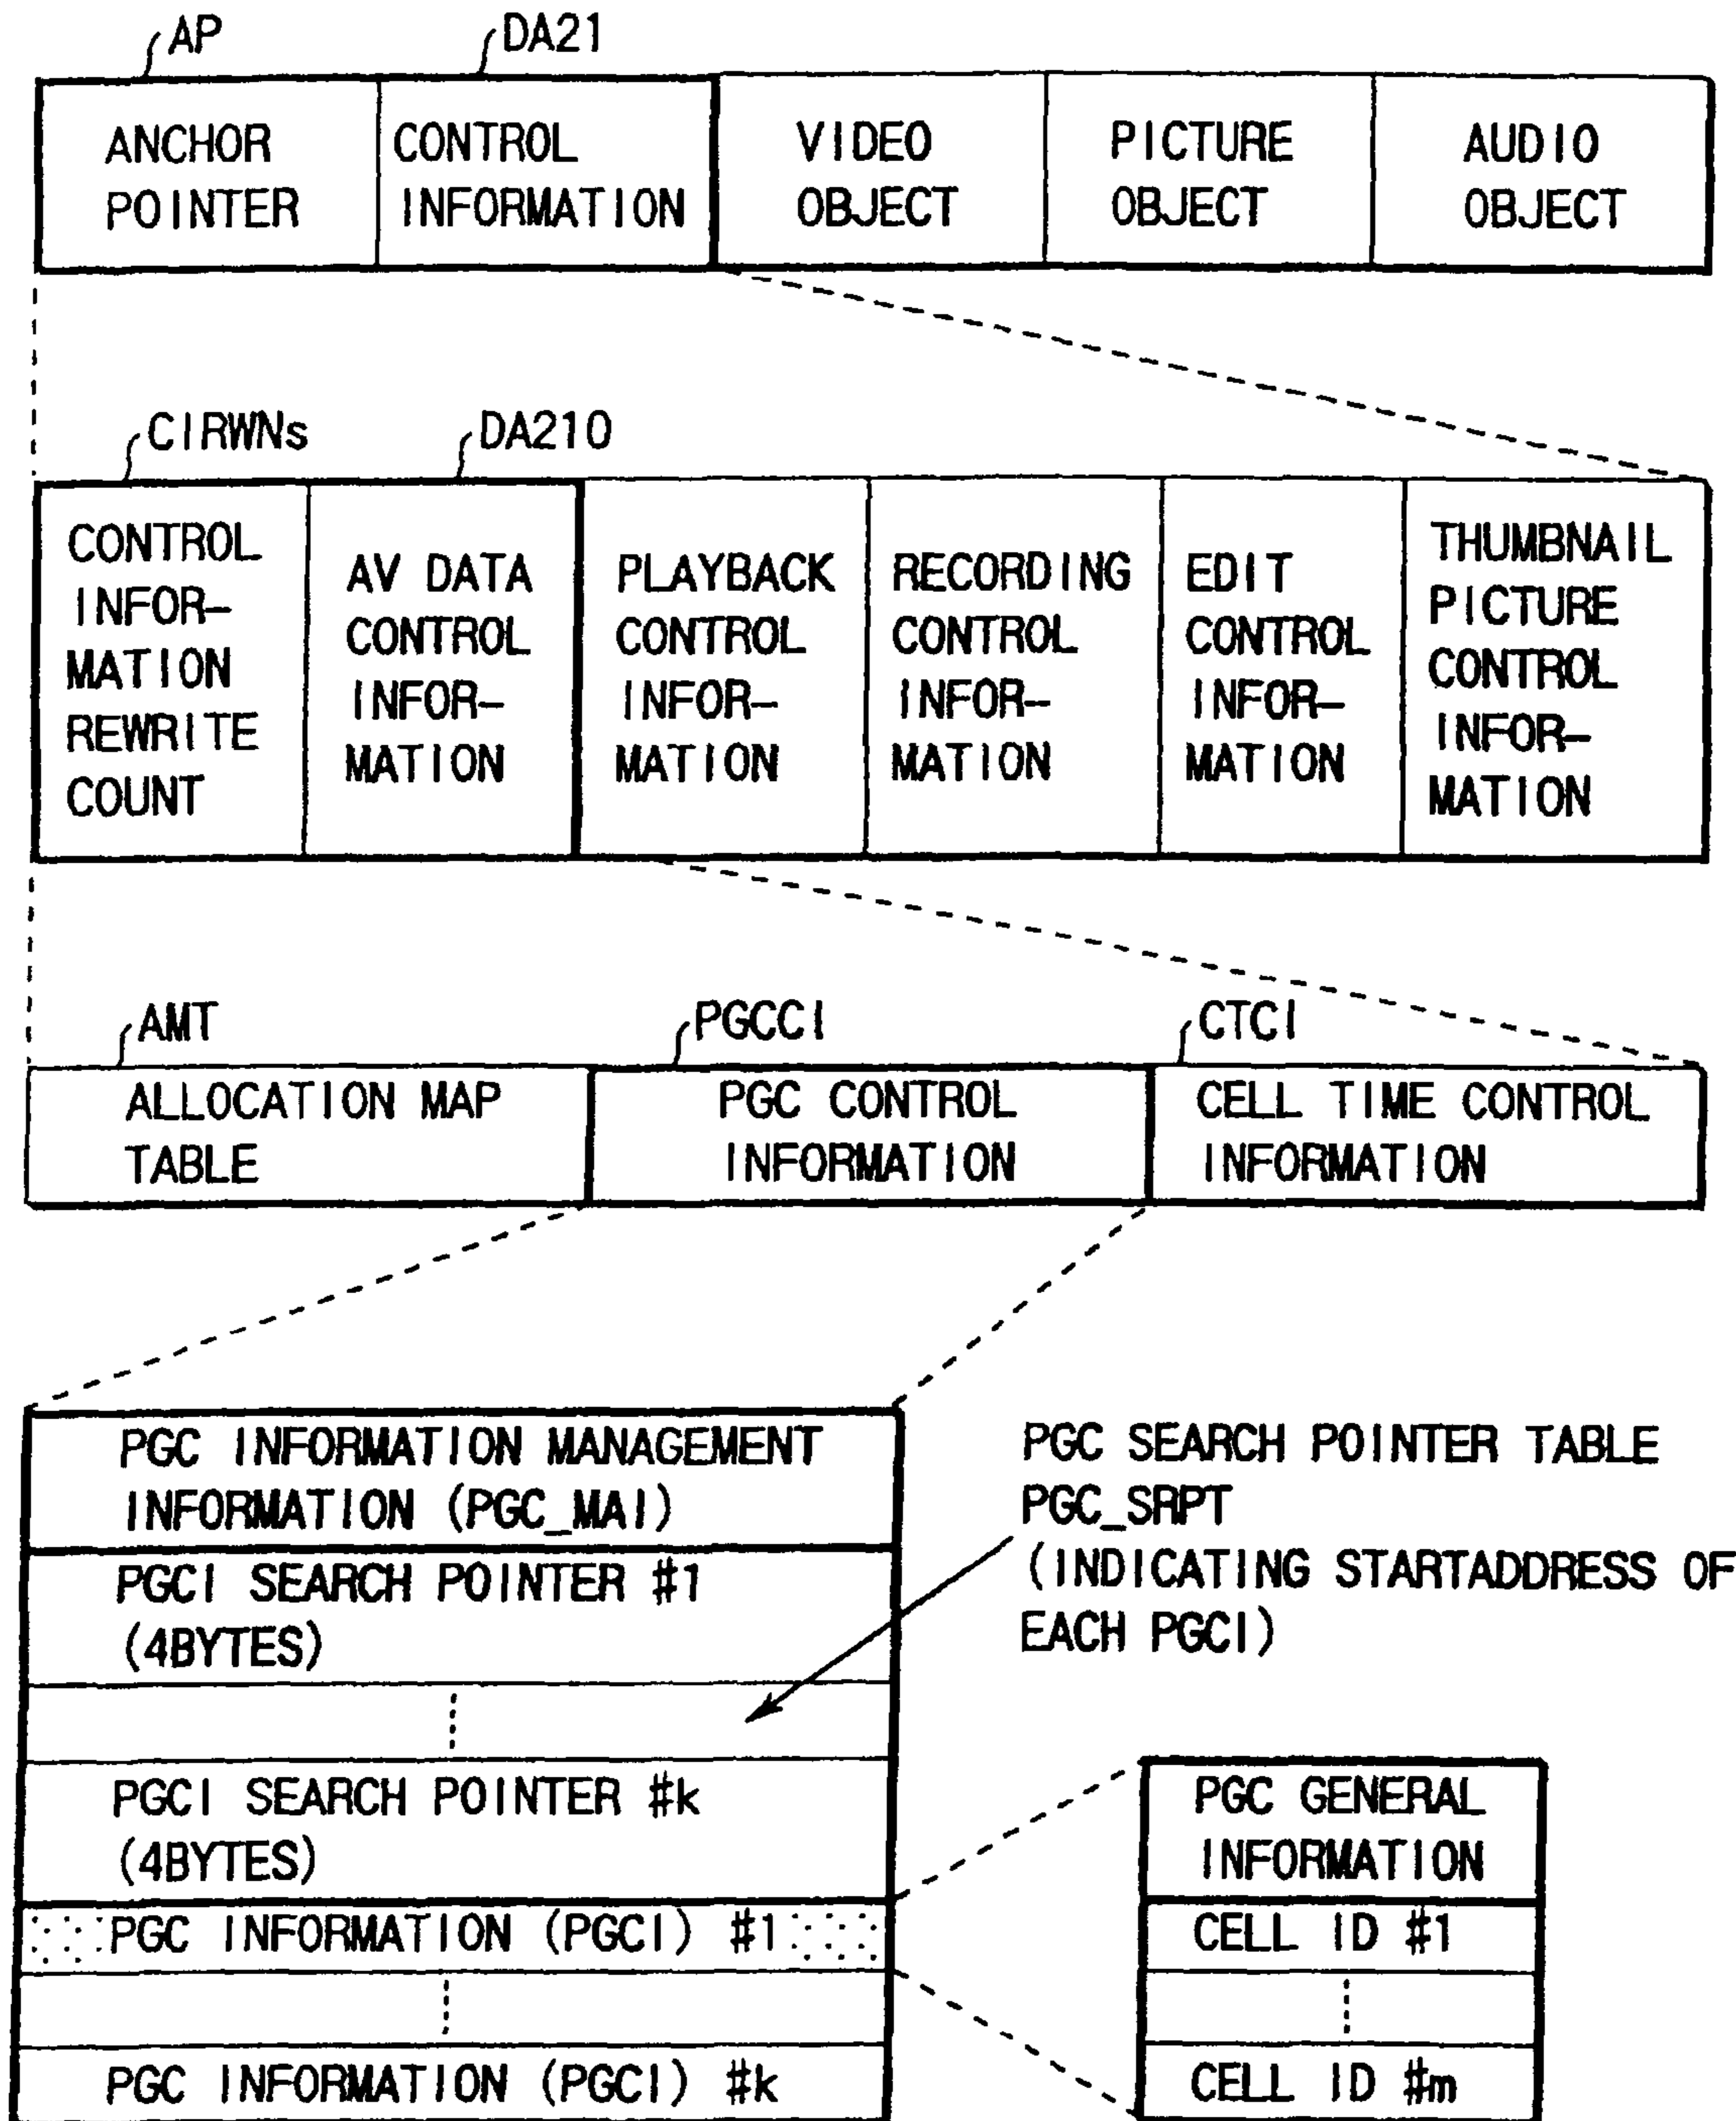 AP
DA21
ANCHOR
POINTER
CONTROL
INFORMATION
VIDEO
OBJECT
PICTURE
OBJECT
AUDIO
OBJECT
CIRWNs
DA210
CONTROL
INFOR-
MATION
REWRITE
COUNT
AV DATA
CONTROL
INFOR-
MATION
PLAYBACK
CONTROL
INFOR-
MATION
RECORDING
CONTROL
INFOR-
MATION
EDIT
CONTROL
INFOR-
MATION
THUMBNAIL
PICTURE
CONTROL
INFOR-
MATION
AMT
PGCCI
CTCI
ALLOCATION MAP
TABLE
PGC CONTROL
INFORMATION
CELL TIME CONTROL
INFORMATION
PGC INFORMATION MANAGEMENT
INFORMATION (PGC_MAI)
PGCI SEARCH POINTER #1
(4BYTES)
PGCI SEARCH POINTER #k
(4BYTES)
PGC INFORMATION (PGCI) #1
PGC INFORMATION (PGCI) #k
PGC SEARCH POINTER TABLE
PGC_SRPT
(INDICATING STARTADDRESS OF
EACH PGCI)
PGC GENERAL
INFORMATION
CELL ID #1
CELL ID #m